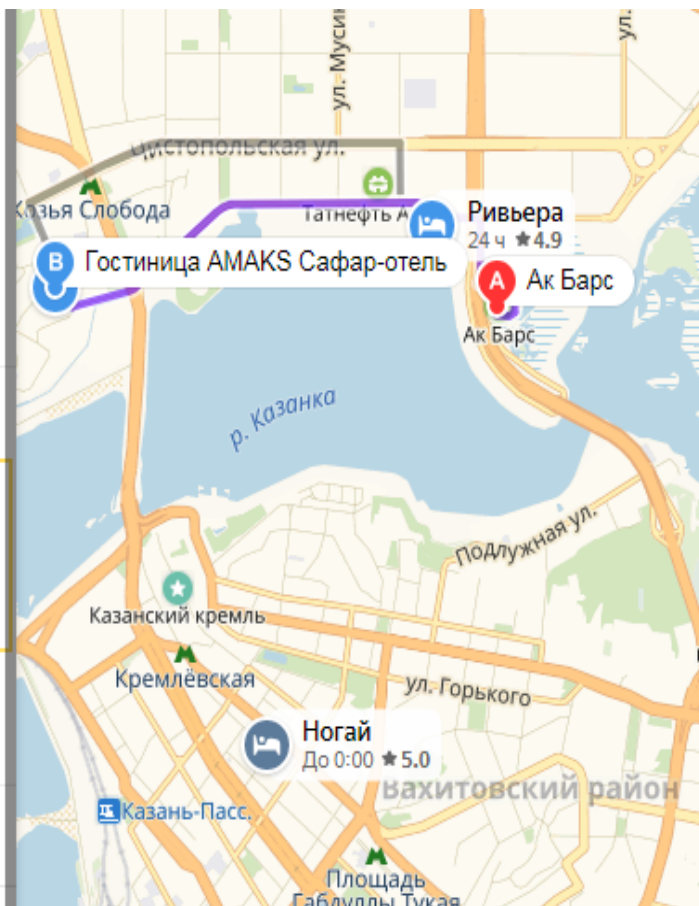 ул. Мусин
ул.
Чистопольская ул.
Козья Слобода
Татнефть А
Ривьера
24 ч ★4.9
B
Гостиница AMAKS Сафар-отель
A
Ак Барс
Ак Барс
р. Казанка
Подлужная ул.
Казанский кремль
Кремлёвская
ул. Горького
Ногай
До 0:00 ★5.0
Вахитовский район
Казань-Пасс.
Площадь
Габдуллы Тукая